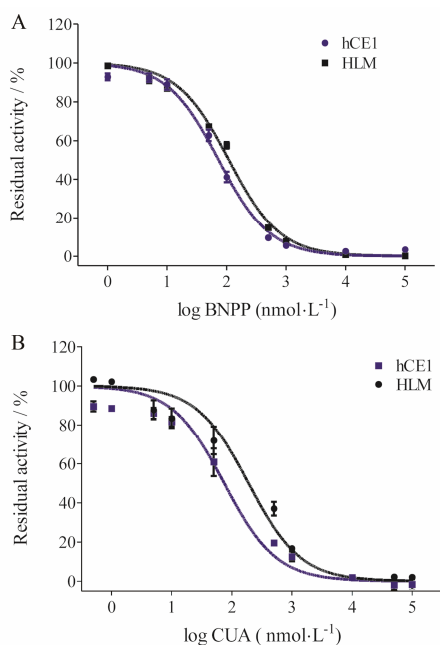 A
120
100
80
60
40
20
0
Residual activity / %
hCE1
HLM
0 1 2 3 4 5
log BNPP (nmol·L⁻¹)
B
120
100
80
60
40
20
0
Residual activity / %
hCE1
HLM
0 1 2 3 4 5
log CUA ( nmol·L⁻¹)